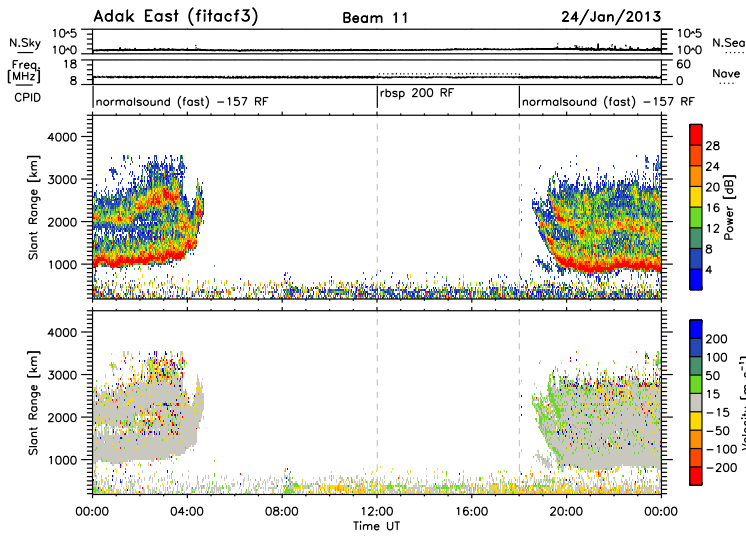 Adak East (fitacf3) Beam 11 24/Jan/2013
N.Sky 10^5 10^0 10^5 10^0 N.Sea
Freq. [MHz] 18 8 60 0 Nave
CPID normalsound (fast) -157 RF rbsp 200 RF normalsound (fast) -157 RF
Slant Range [km]
4000
3000
2000
1000
28
24
20
16
12
8
4
Power [dB]
Slant Range [km]
4000
3000
2000
1000
200
100
50
15
-15
-50
-100
-200
Velocity [m s^-1]
00:00 04:00 08:00 12:00 16:00 20:00 00:00
Time UT